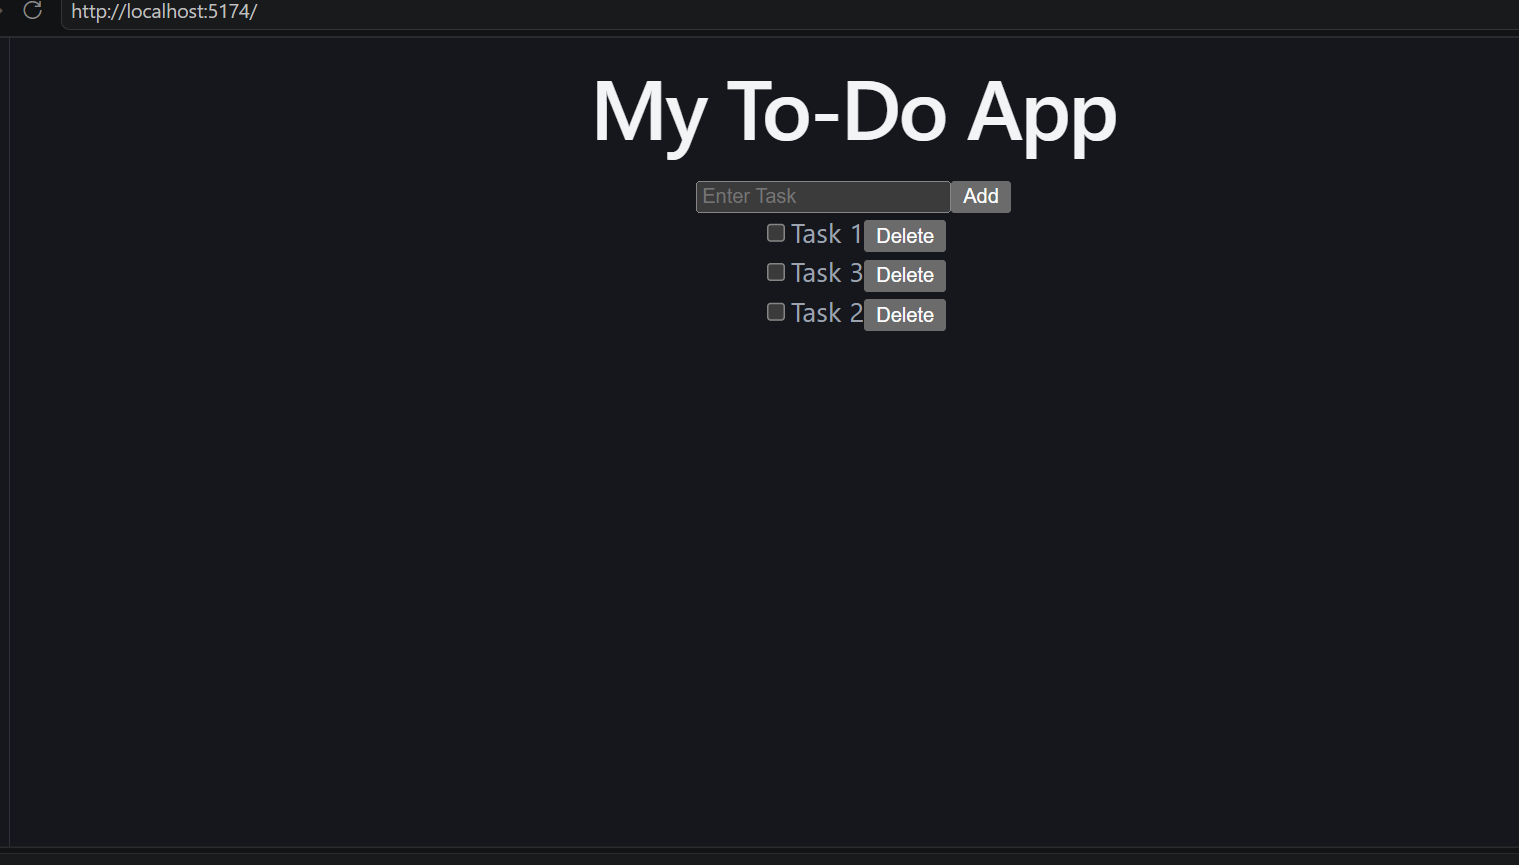 http://localhost:5174/
My To-Do App
Enter Task Add
Task 1 Delete
Task 3 Delete
Task 2 Delete